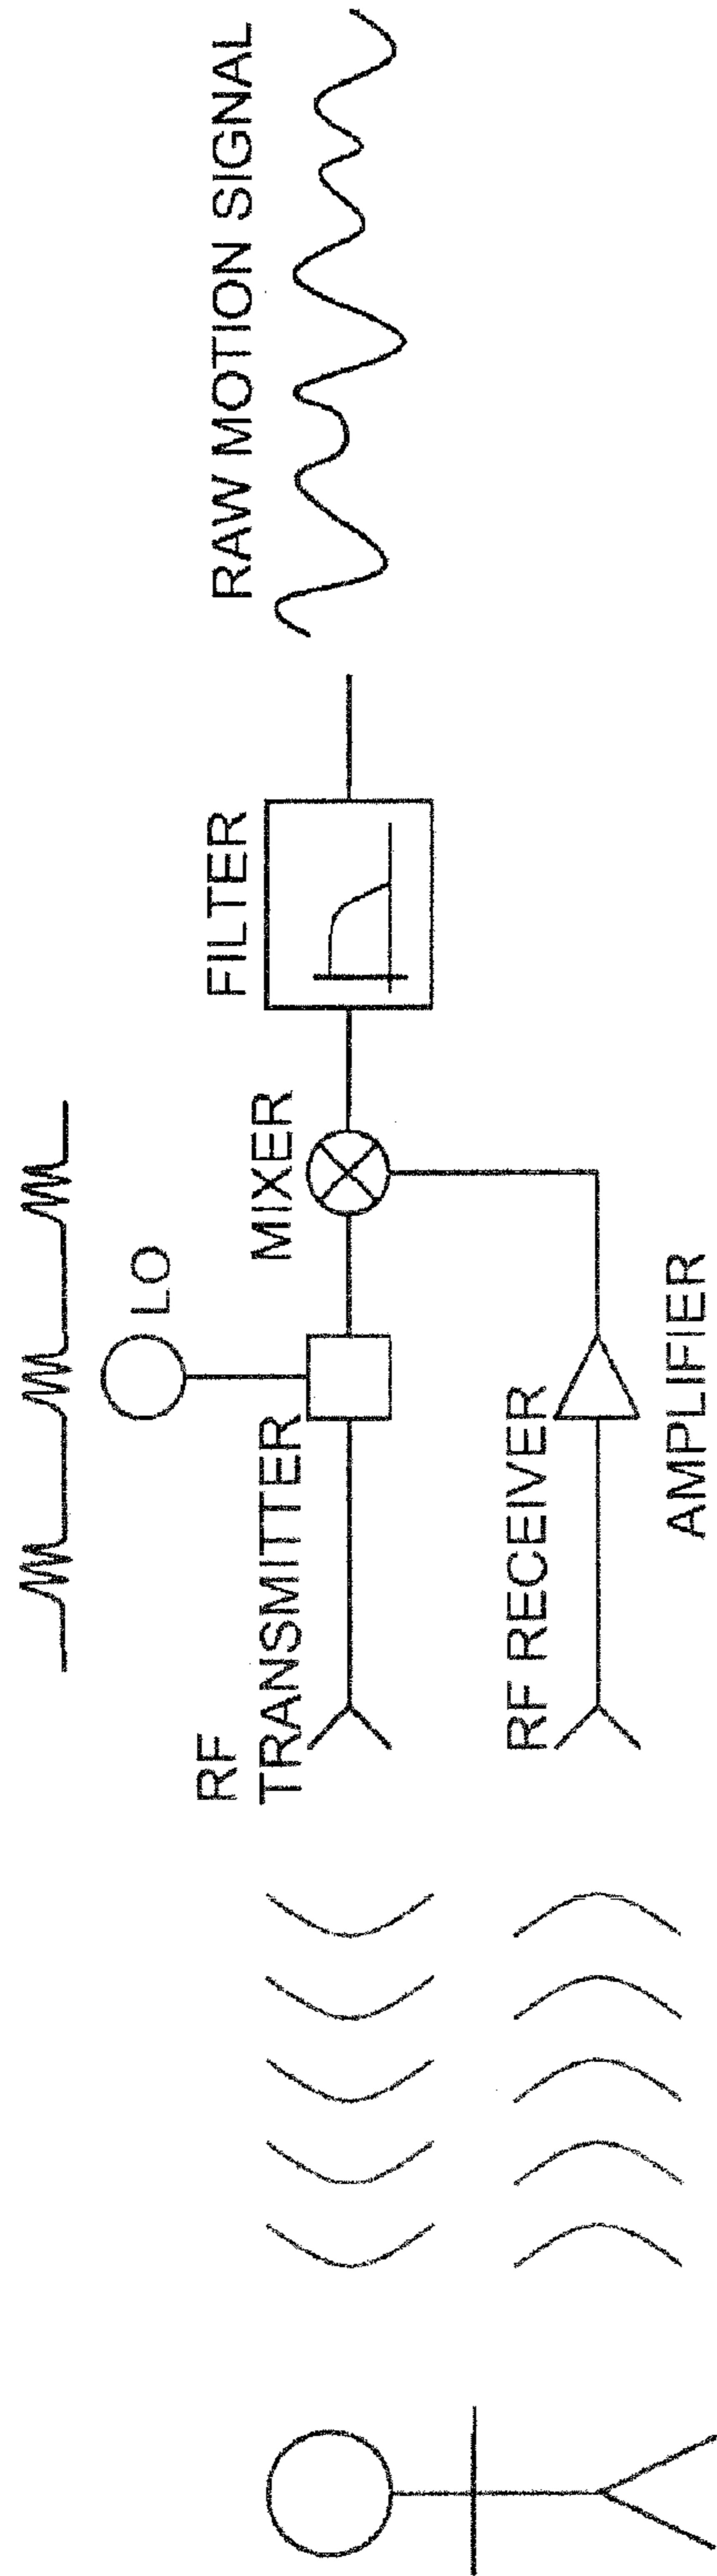 LO
RF
TRANSMITTER
MIXER
FILTER
RAW MOTION SIGNAL
RF RECEIVER
AMPLIFIER